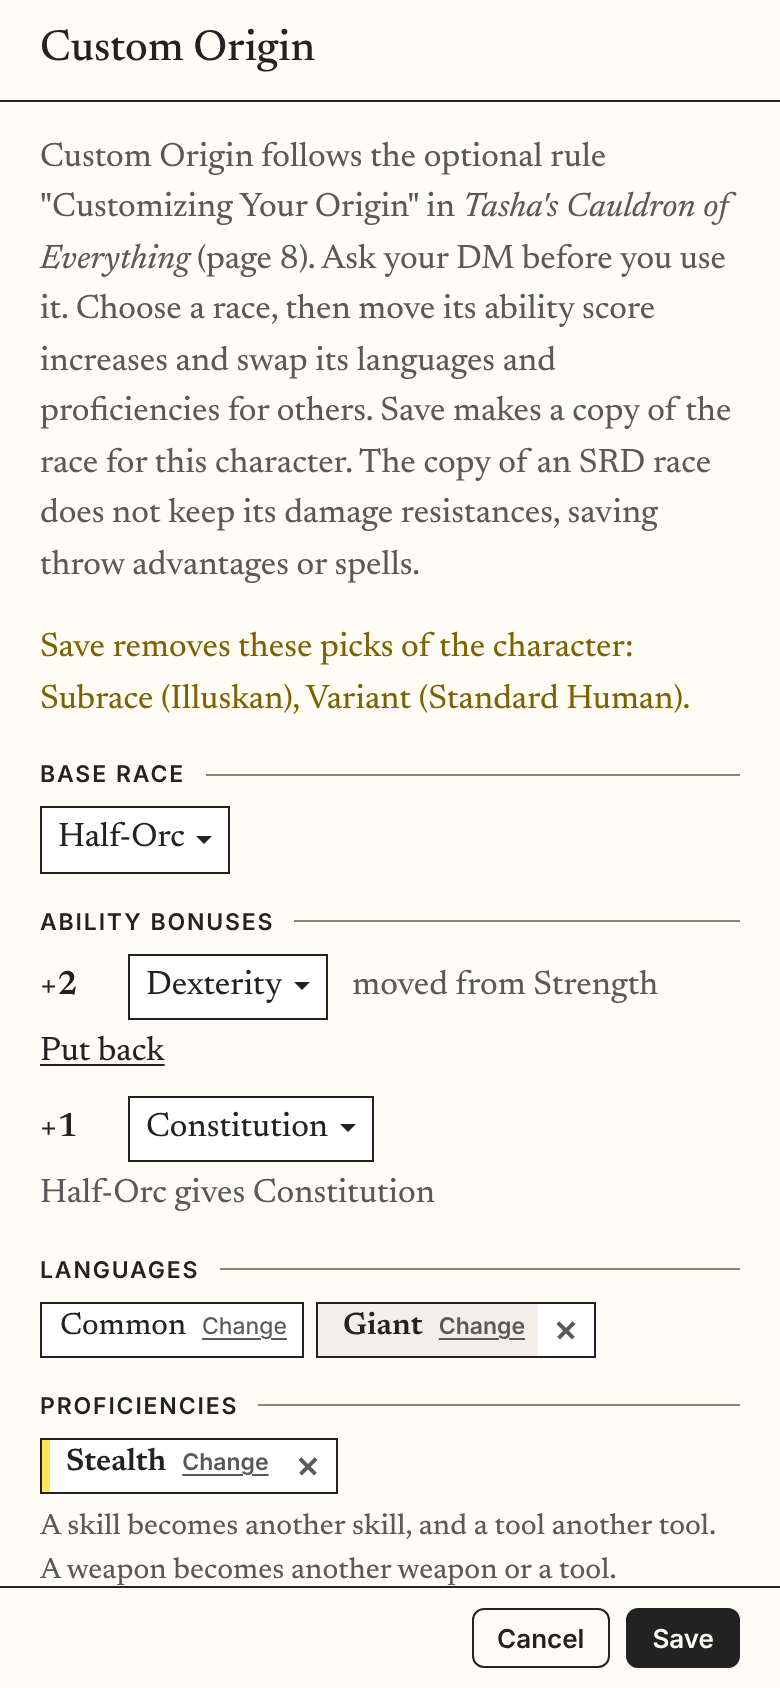 Custom Origin
Custom Origin follows the optional rule
"Customizing Your Origin" in Tasha's Cauldron of
Everything (page 8). Ask your DM before you use
it. Choose a race, then move its ability score
increases and swap its languages and
proficiencies for others. Save makes a copy of the
race for this character. The copy of an SRD race
does not keep its damage resistances, saving
throw advantages or spells.
Save removes these picks of the character:
Subrace (Illuskan), Variant (Standard Human).
BASE RACE
Half-Orc
ABILITY BONUSES
+2 Dexterity moved from Strength
Put back
+1 Constitution
Half-Orc gives Constitution
LANGUAGES
Common Change Giant Change ×
PROFICIENCIES
Stealth Change ×
A skill becomes another skill, and a tool another tool.
A weapon becomes another weapon or a tool.
Cancel Save